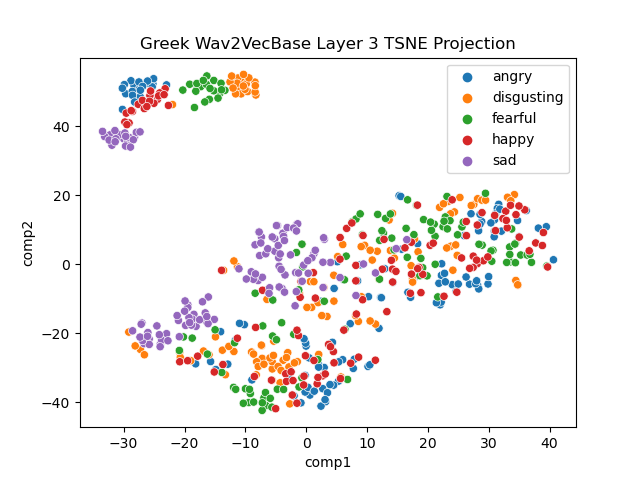 Greek Wav2VecBase Layer 3 TSNE Projection
angry
disgusting
fearful
happy
sad
comp2
40
20
0
−20
−40
−30 −20 −10 0 10 20 30 40
comp1